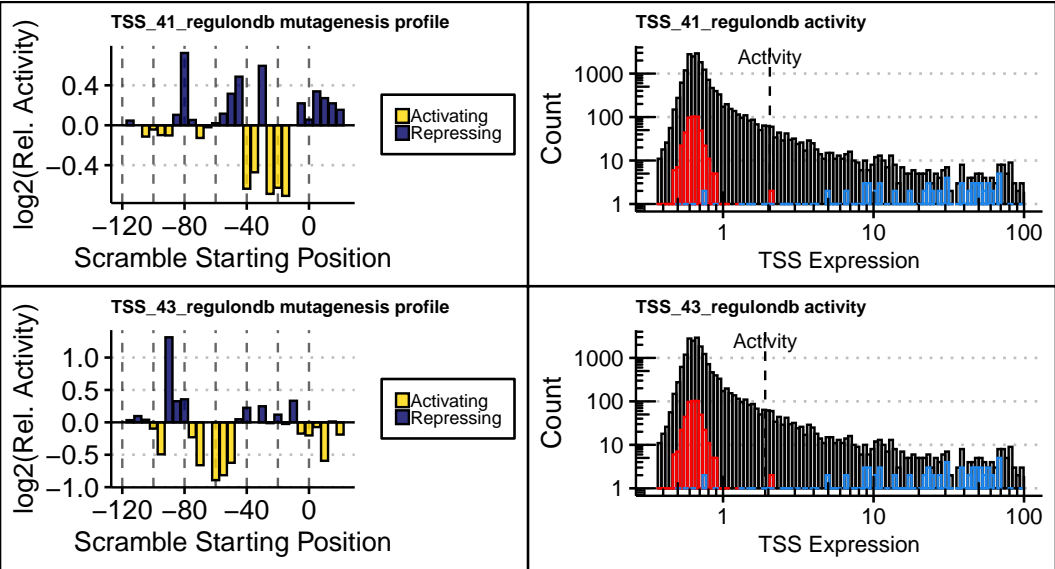 TSS_41_regulondb mutagenesis profile
log2(Rel. Activity)
0.4
0.0
−0.4
−120 −80 −40 0
Scramble Starting Position
Activating
Repressing
TSS_41_regulondb activity
Activity
Count
1000
100
10
1
1 10 100
TSS Expression
TSS_43_regulondb mutagenesis profile
log2(Rel. Activity)
1.0
0.5
0.0
−0.5
−1.0
−120 −80 −40 0
Scramble Starting Position
Activating
Repressing
TSS_43_regulondb activity
Activity
Count
1000
100
10
1
1 10 100
TSS Expression